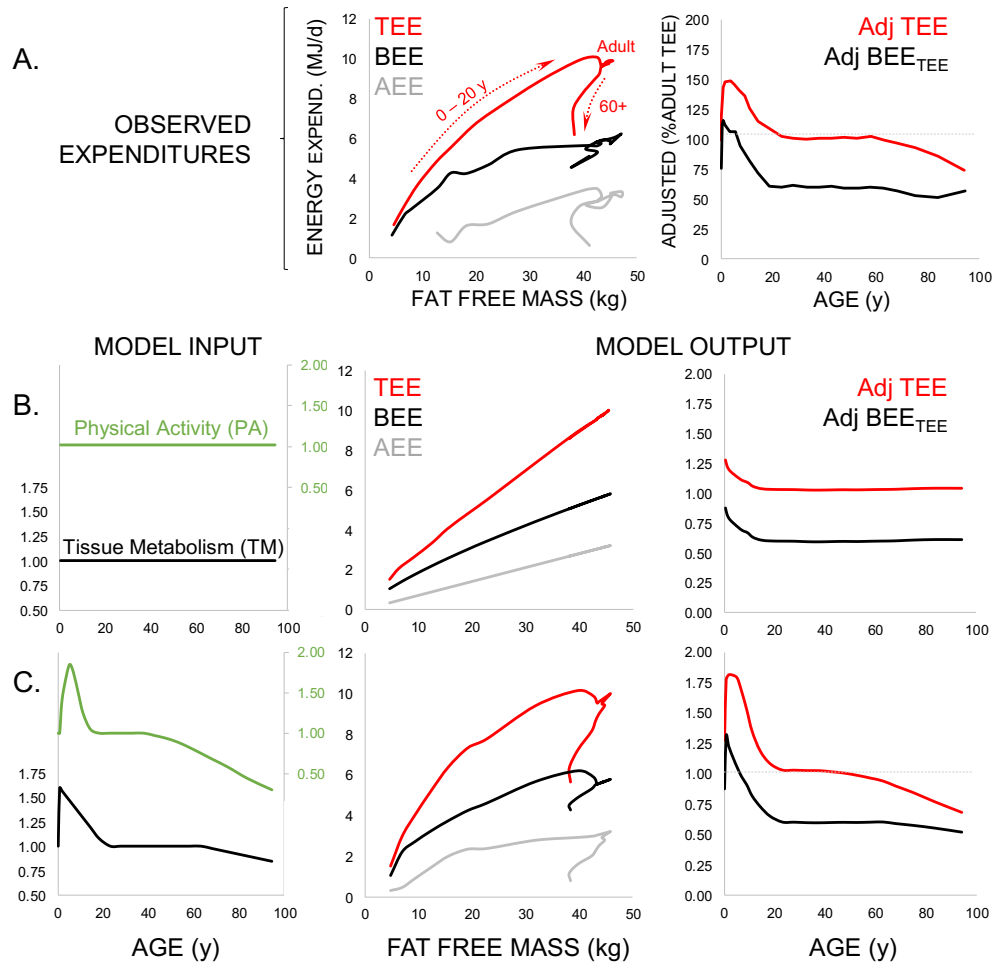 A.
OBSERVED
EXPENDITURES
ENERGY EXPEND. (MJ/d)
12
10
8
6
4
2
0
TEE
BEE
AEE
0 – 20 y
Adult
60+
0 10 20 30 40 50
FAT FREE MASS (kg)
ADJUSTED (%ADULT TEE)
200
175
150
125
100
75
50
25
0
Adj TEE
Adj BEETEE
0 20 40 60 80 100
AGE (y)
MODEL INPUT
MODEL OUTPUT
B.
2.00
1.50
1.00
0.50
Physical Activity (PA)
1.75
1.50
1.25
1.00
0.75
0.50
Tissue Metabolism (TM)
0 20 40 60 80 100
12
10
8
6
4
2
0
TEE
BEE
AEE
0 10 20 30 40 50
2.00
1.75
1.50
1.25
1.00
0.75
0.50
0.25
0.00
Adj TEE
Adj BEETEE
0 20 40 60 80 100
C.
2.00
1.50
1.00
0.50
1.75
1.50
1.25
1.00
0.75
0.50
0 20 40 60 80 100
AGE (y)
12
10
8
6
4
2
0
0 10 20 30 40 50
FAT FREE MASS (kg)
2.00
1.75
1.50
1.25
1.00
0.75
0.50
0.25
0.00
0 20 40 60 80 100
AGE (y)